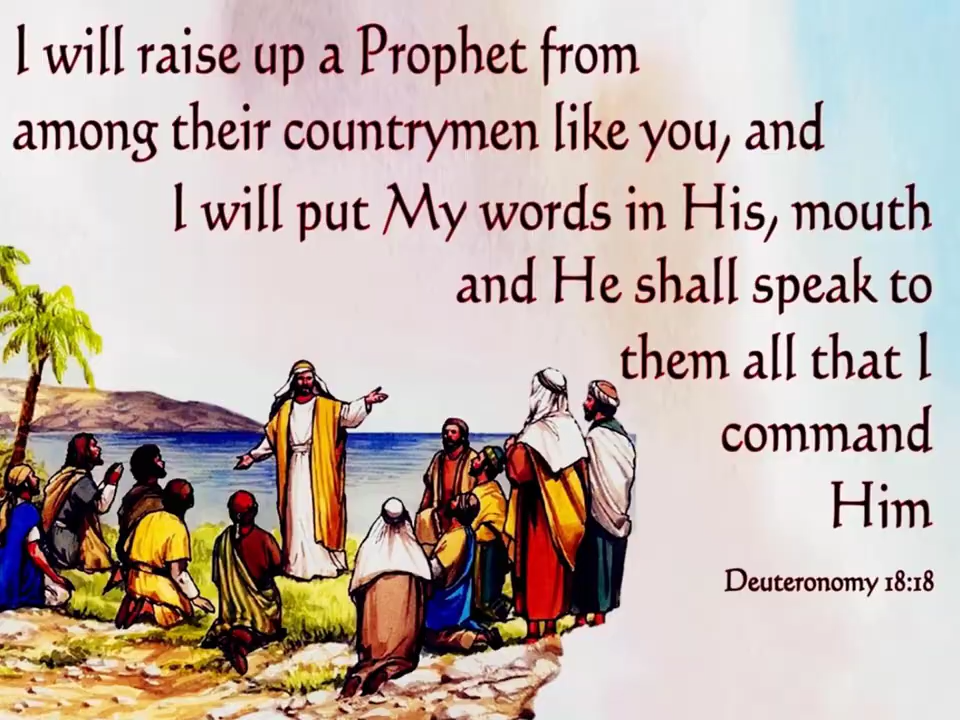 I will raise up a Prophet from
among their countrymen like you, and
I will put My words in His, mouth
and He shall speak to
them all that I
command
Him
Deuteronomy 18:18